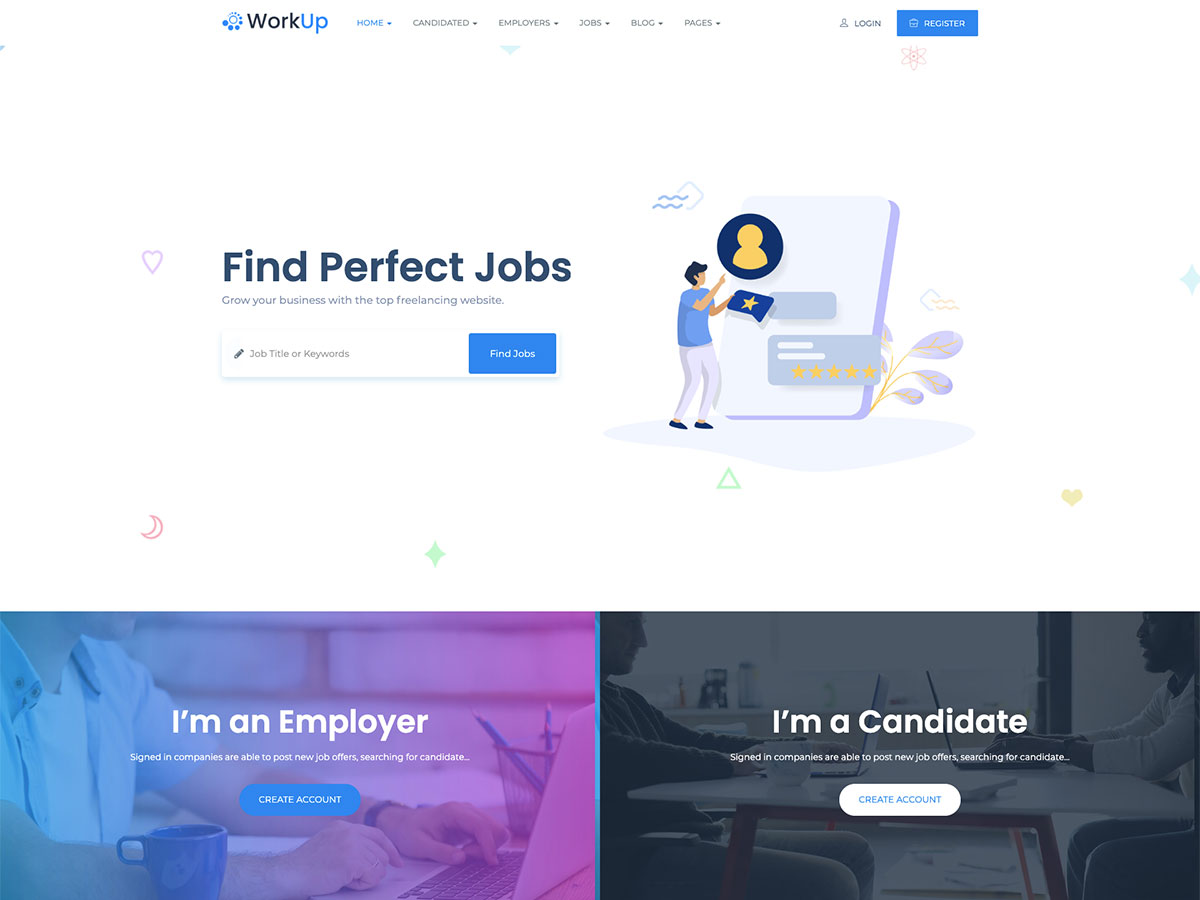 WorkUp
HOME CANDIDATED EMPLOYERS JOBS BLOG PAGES LOGIN REGISTER
Find Perfect Jobs
Grow your business with the top freelancing website.
Job Title or Keywords Find Jobs
I’m an Employer
Signed in companies are able to post new job offers, searching for candidate...
CREATE ACCOUNT
I’m a Candidate
Signed in companies are able to post new job offers, searching for candidate...
CREATE ACCOUNT